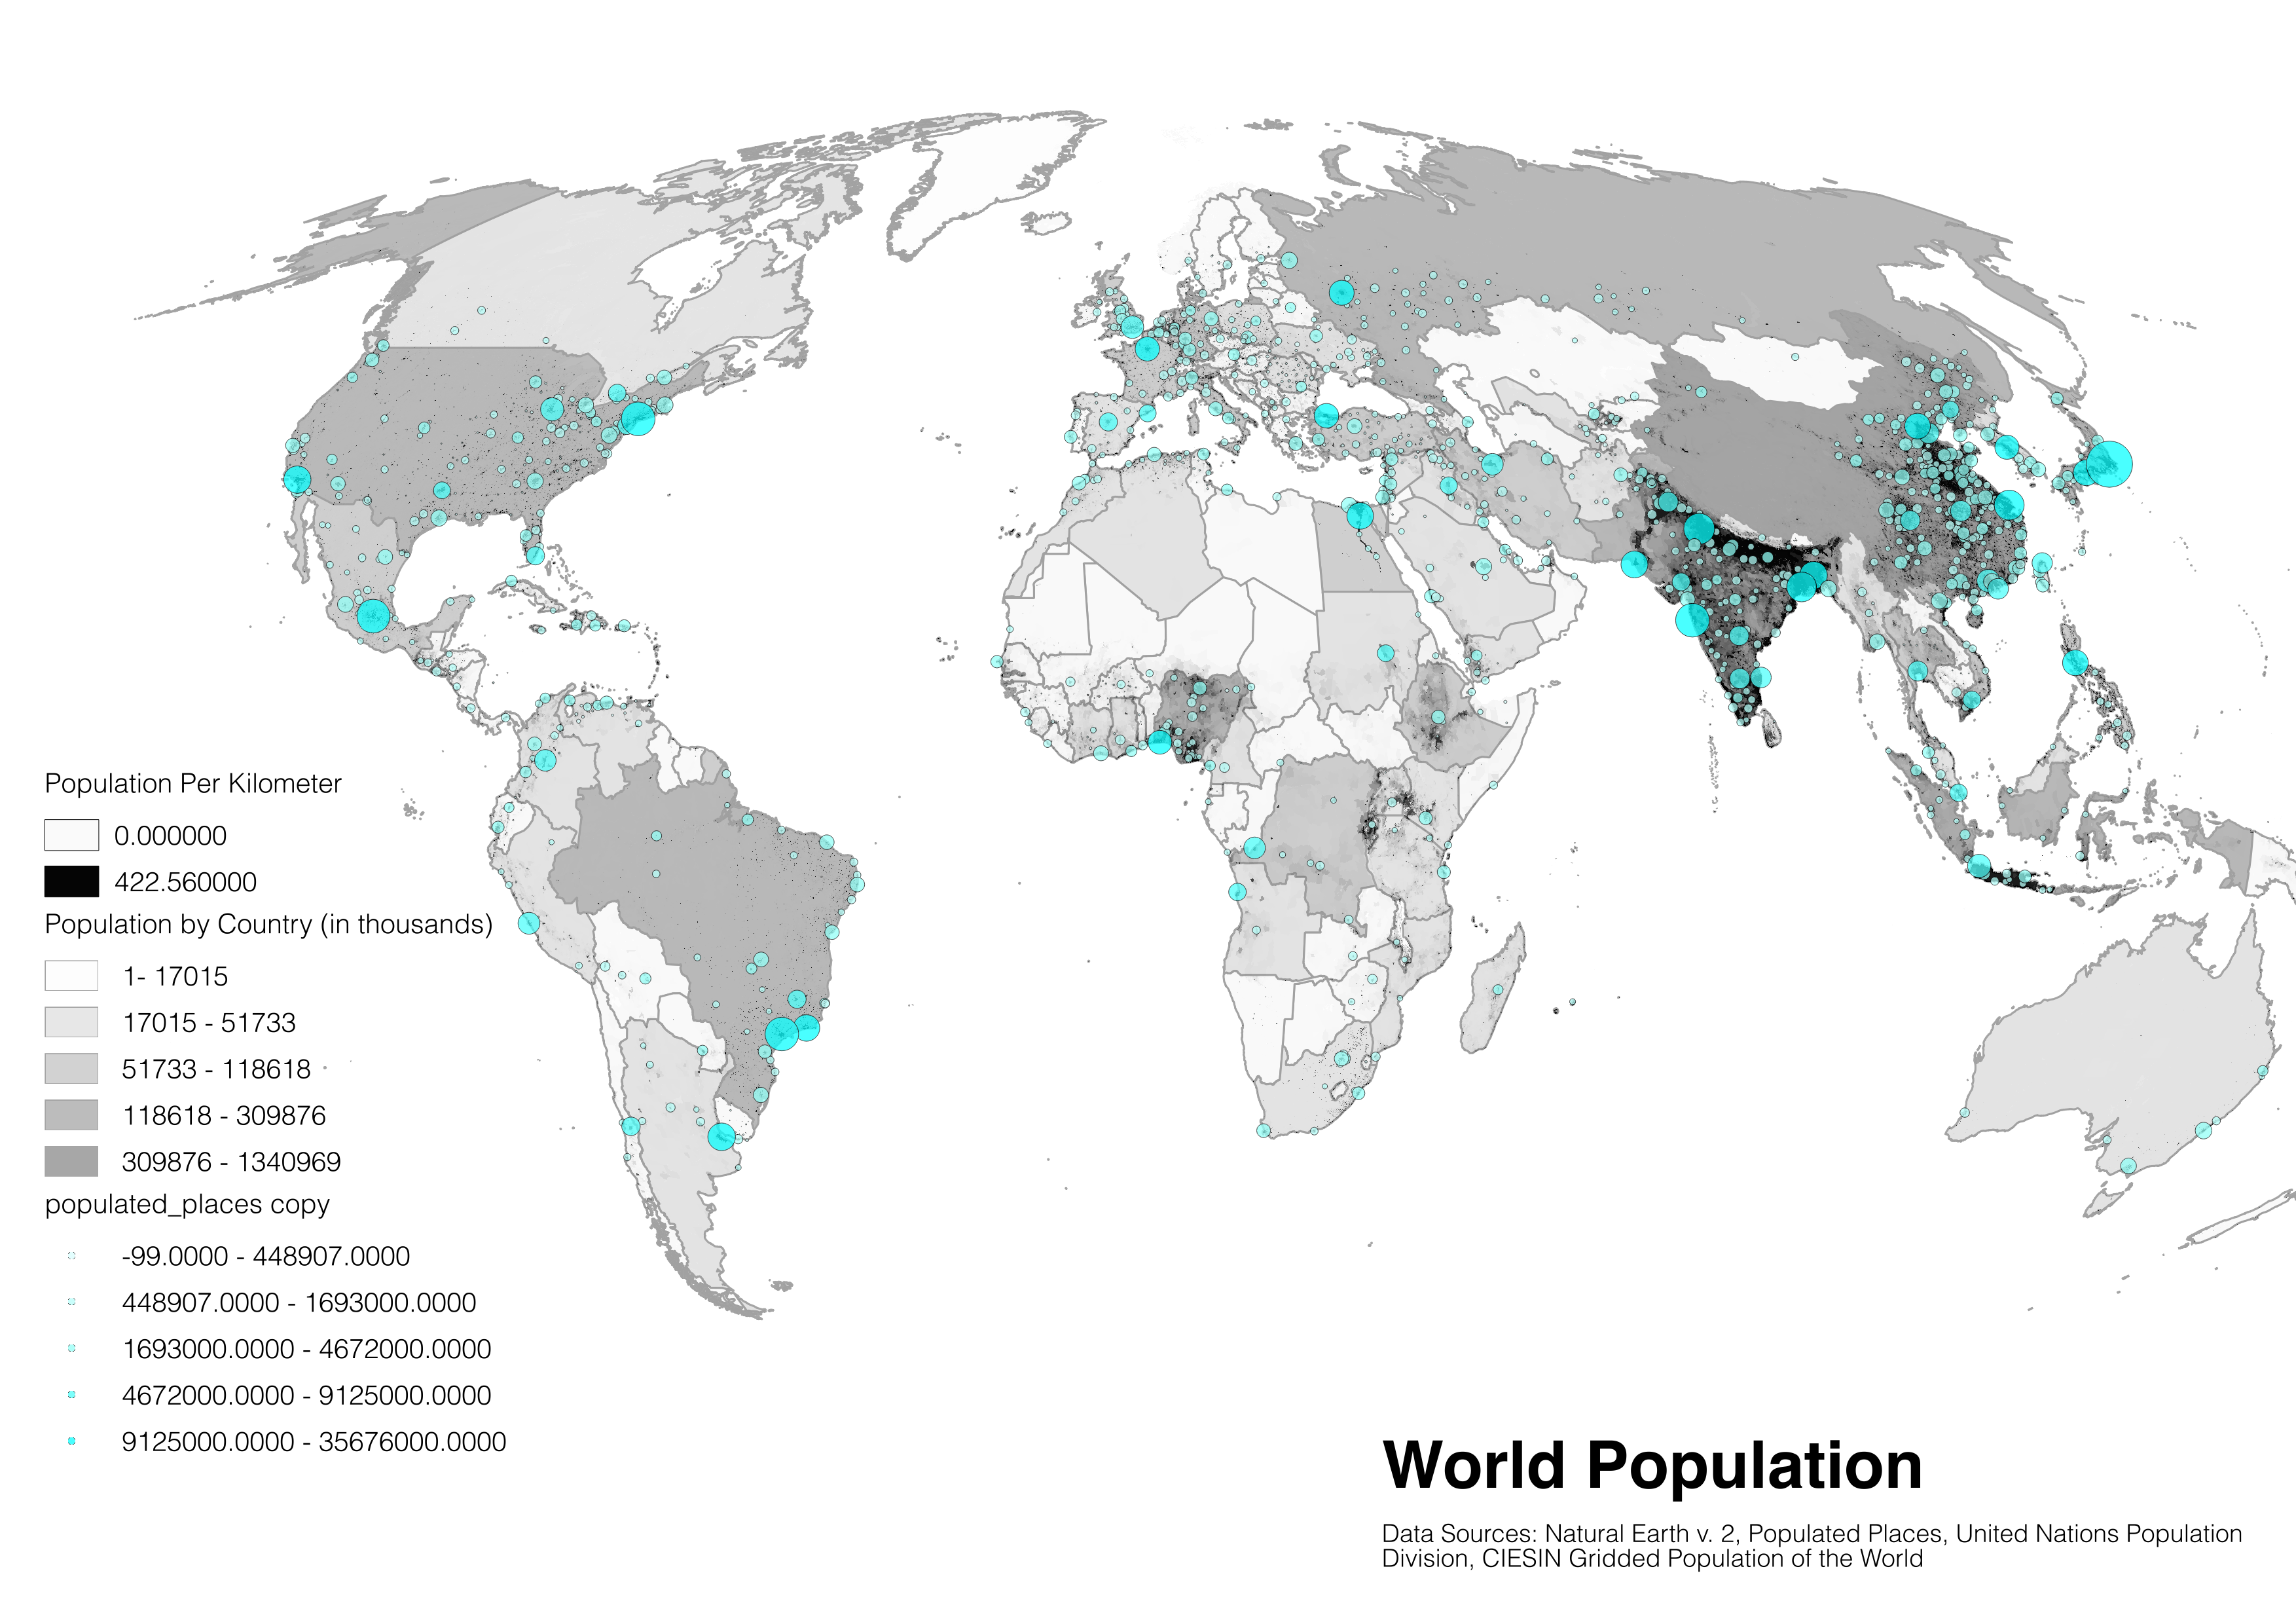 Population Per Kilometer
0.000000
422.560000
Population by Country (in thousands)
1- 17015
17015 - 51733
51733 - 118618
118618 - 309876
309876 - 1340969
populated_places copy
-99.0000 - 448907.0000
448907.0000 - 1693000.0000
1693000.0000 - 4672000.0000
4672000.0000 - 9125000.0000
9125000.0000 - 35676000.0000
World Population
Data Sources: Natural Earth v. 2, Populated Places, United Nations Population
Division, CIESIN Gridded Population of the World